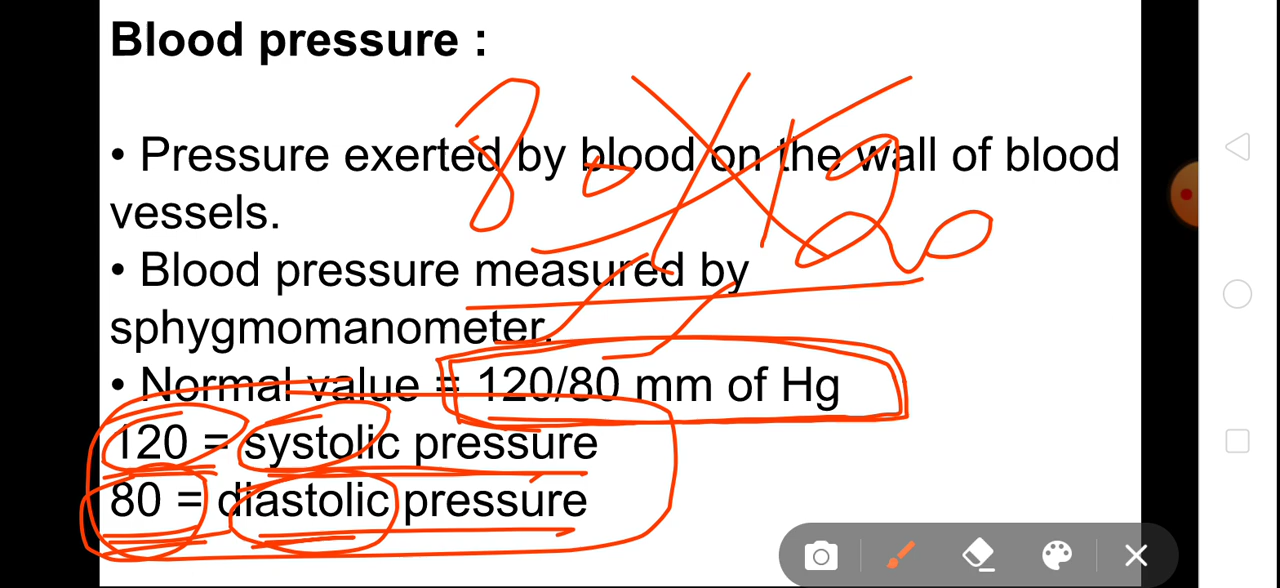 Blood pressure :
80/120
• Pressure exerted by blood on the wall of blood
vessels.
• Blood pressure measured by
sphygmomanometer.
• Normal value = 120/80 mm of Hg
120 = systolic pressure
80 = diastolic pressure